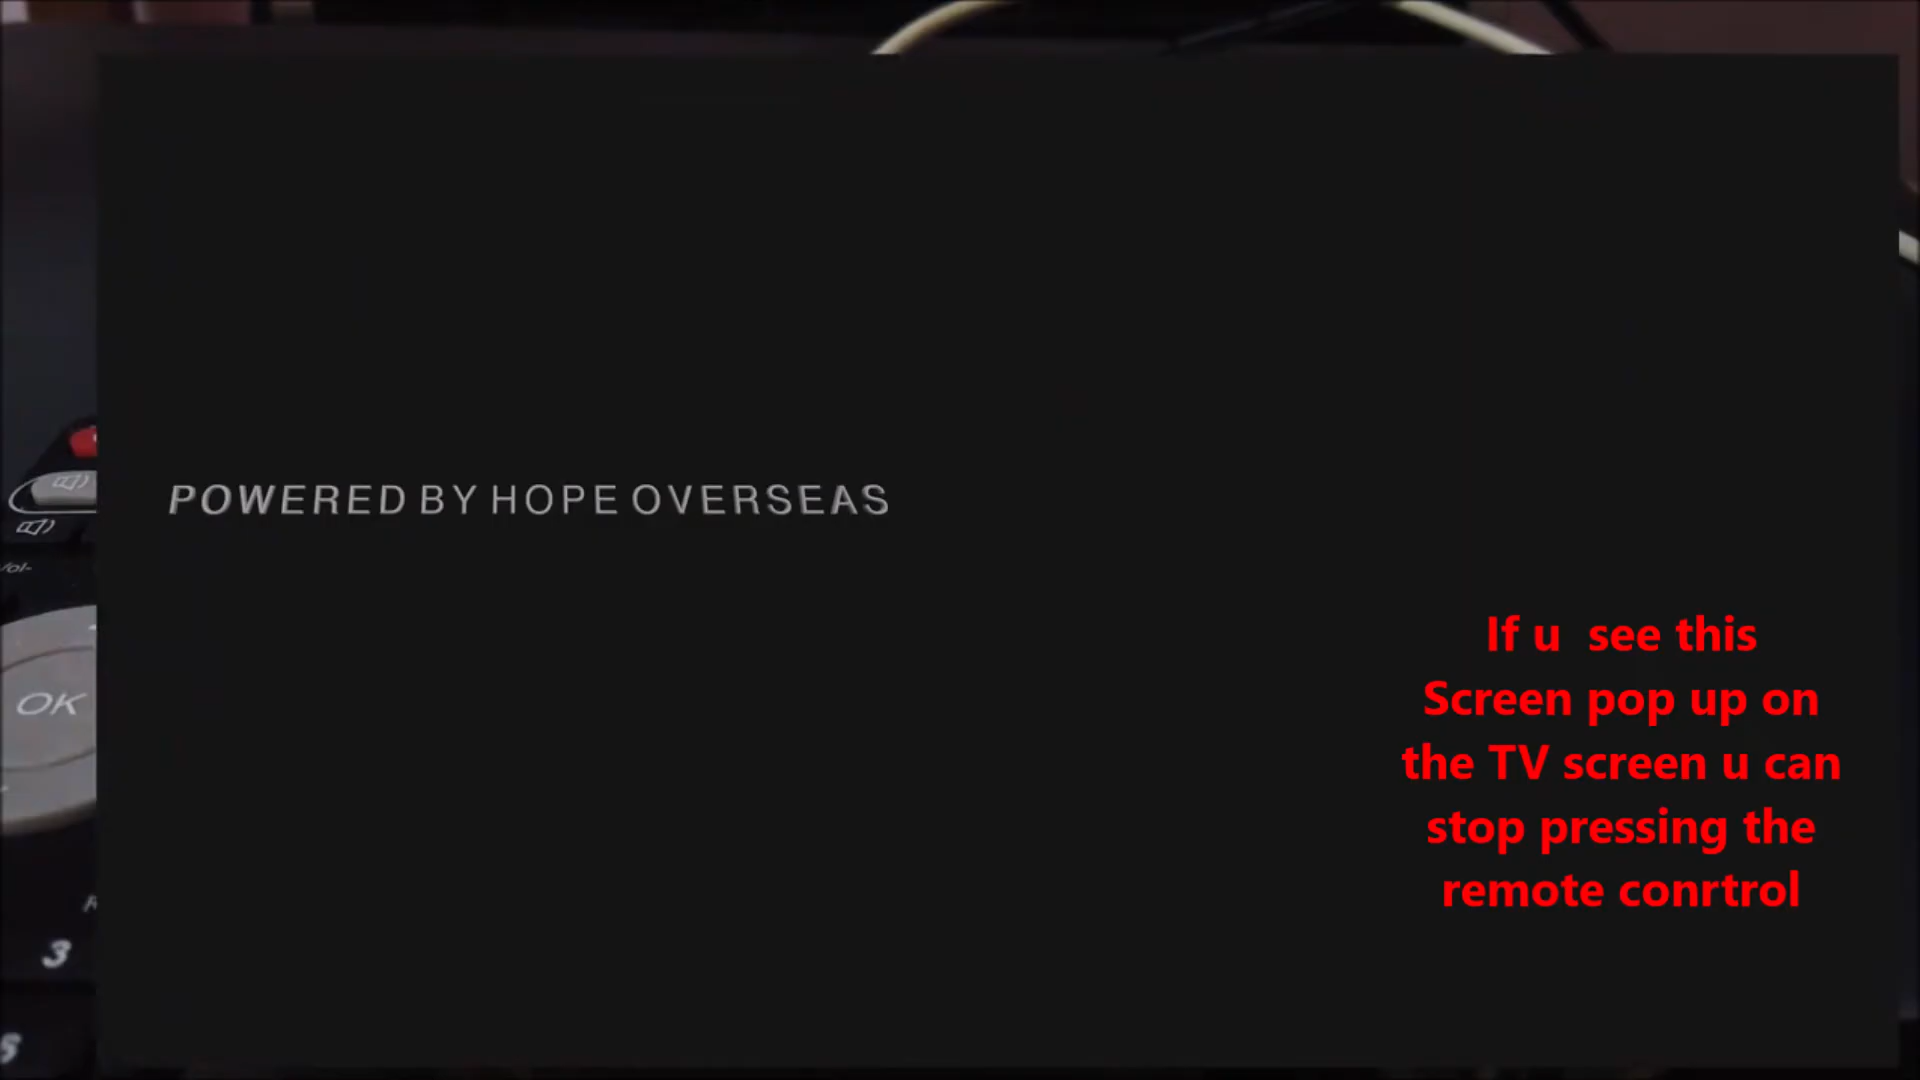 POWERED BY HOPE OVERSEAS
Vol-
OK
3
If u  see this
Screen pop up on
the TV screen u can
stop pressing the
remote conrtrol